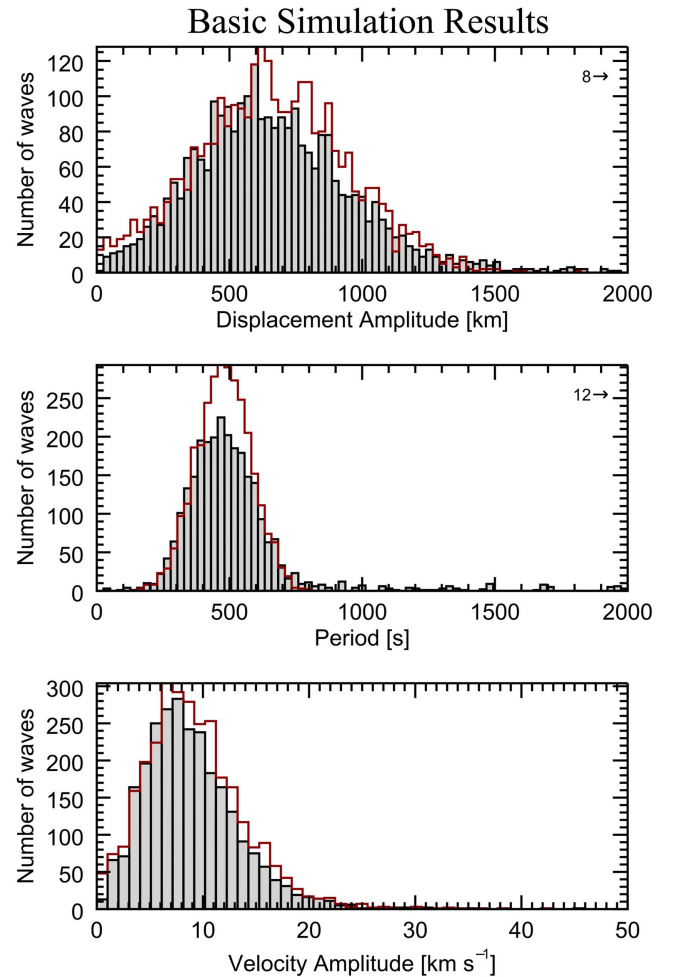 Basic Simulation Results
120
100
80
60
40
20
0
Number of waves
8→
0 500 1000 1500 2000
Displacement Amplitude [km]
250
200
150
100
50
0
Number of waves
12→
0 500 1000 1500 2000
Period [s]
300
250
200
150
100
50
0
Number of waves
0 10 20 30 40 50
Velocity Amplitude [km s⁻¹]